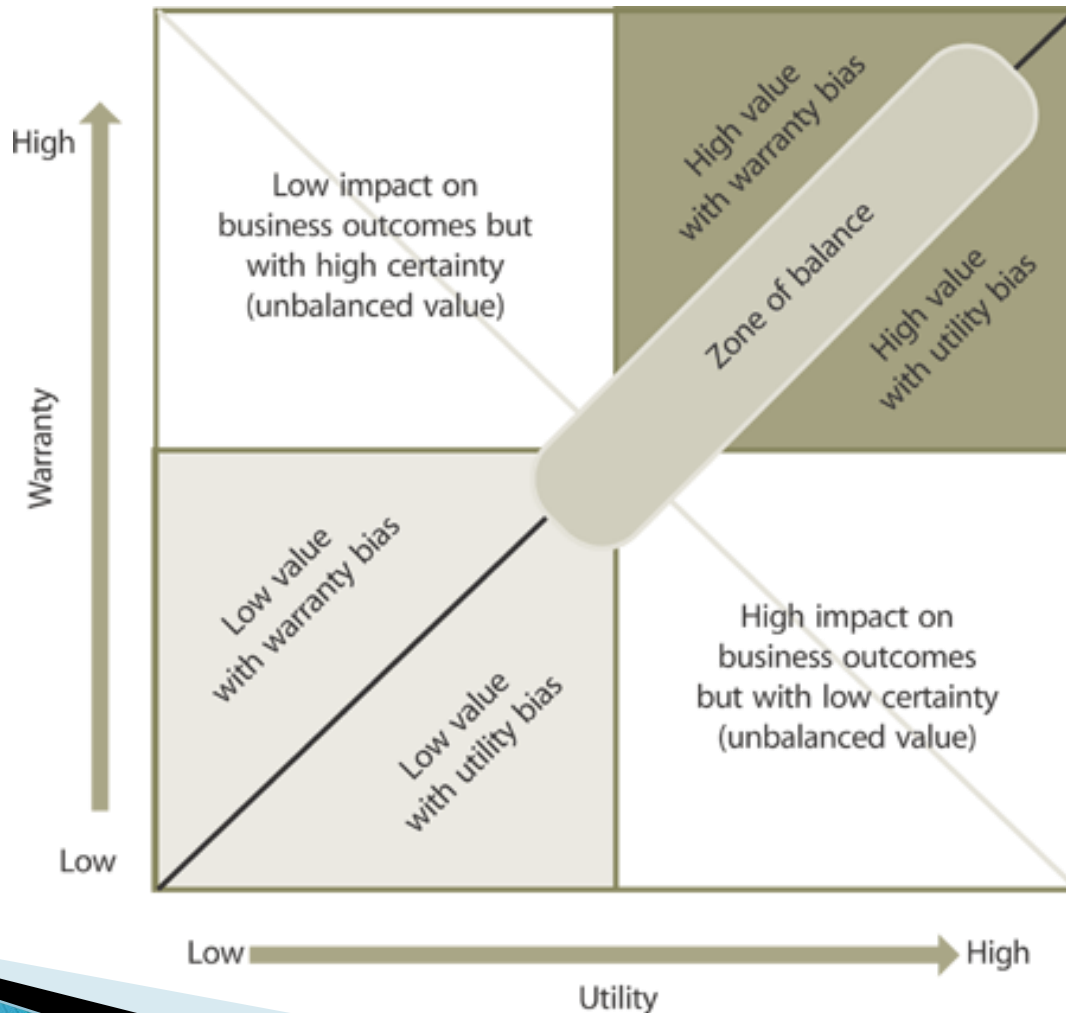 High
Low impact on
business outcomes but
with high certainty
(unbalanced value)
High value
with warranty bias
Zone of balance
High value
with utility bias
Warranty
Low value
with warranty bias
Low value
with utility bias
High impact on
business outcomes
but with low certainty
(unbalanced value)
Low
Low
High
Utility